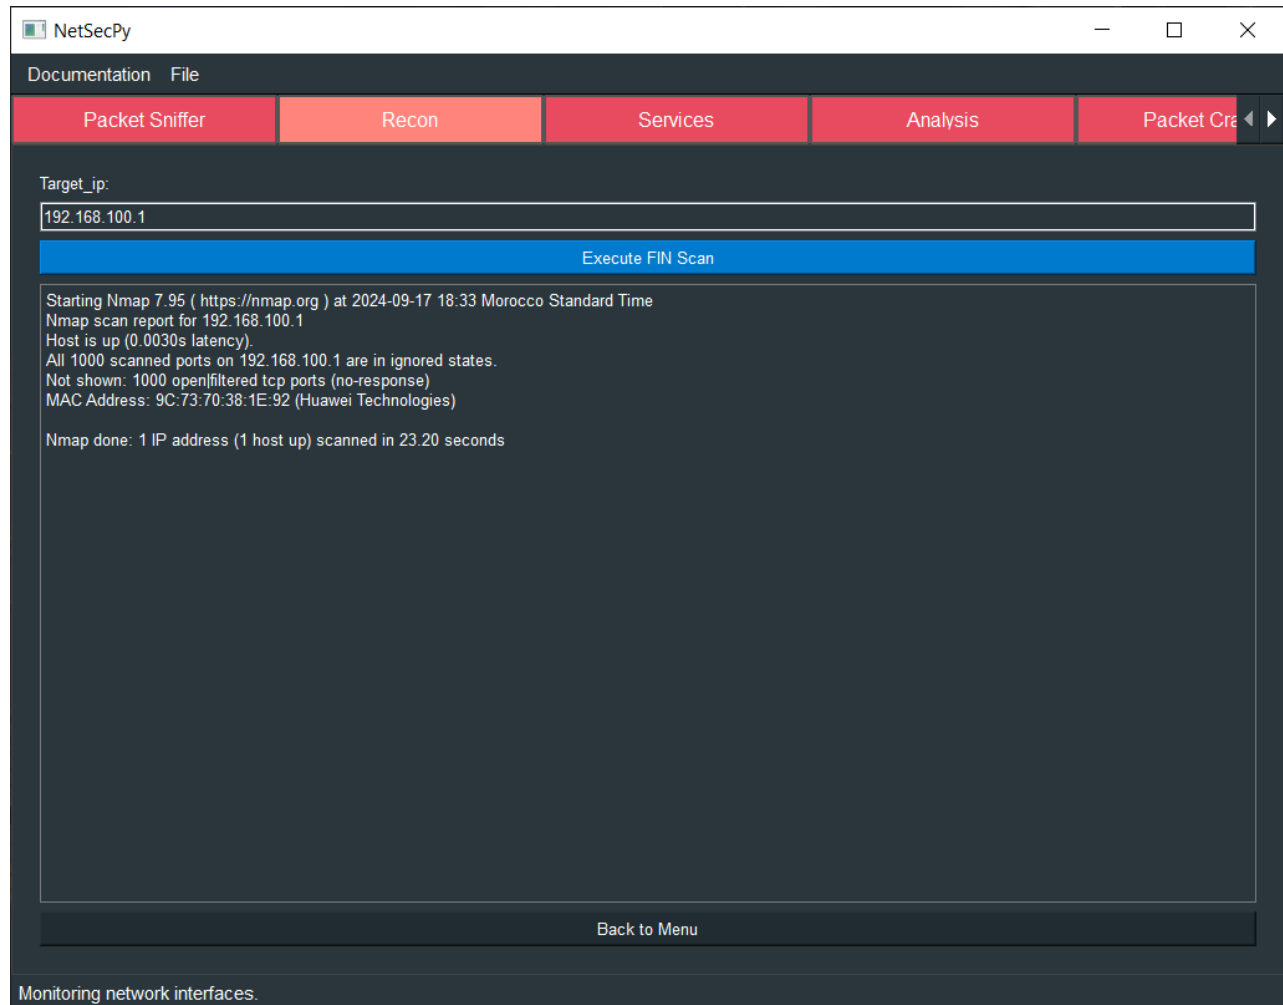 NetSecPy
Documentation File
Packet Sniffer Recon Services Analysis Packet Cra
Target_ip:
192.168.100.1
Execute FIN Scan
Starting Nmap 7.95 ( https://nmap.org ) at 2024-09-17 18:33 Morocco Standard Time
Nmap scan report for 192.168.100.1
Host is up (0.0030s latency).
All 1000 scanned ports on 192.168.100.1 are in ignored states.
Not shown: 1000 open|filtered tcp ports (no-response)
MAC Address: 9C:73:70:38:1E:92 (Huawei Technologies)
Nmap done: 1 IP address (1 host up) scanned in 23.20 seconds
Back to Menu
Monitoring network interfaces.